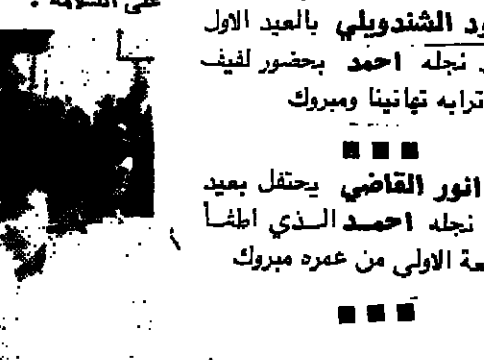 على السلامة .
ود الشندويلي بالعيد الاول
نجله احمد بحضور لفيف
ترابه تهانينا ومبروك
انور القاضي يحتفل بعيد
نجله احمد الذي اطفأ
عة الاولى من عمره مبروك